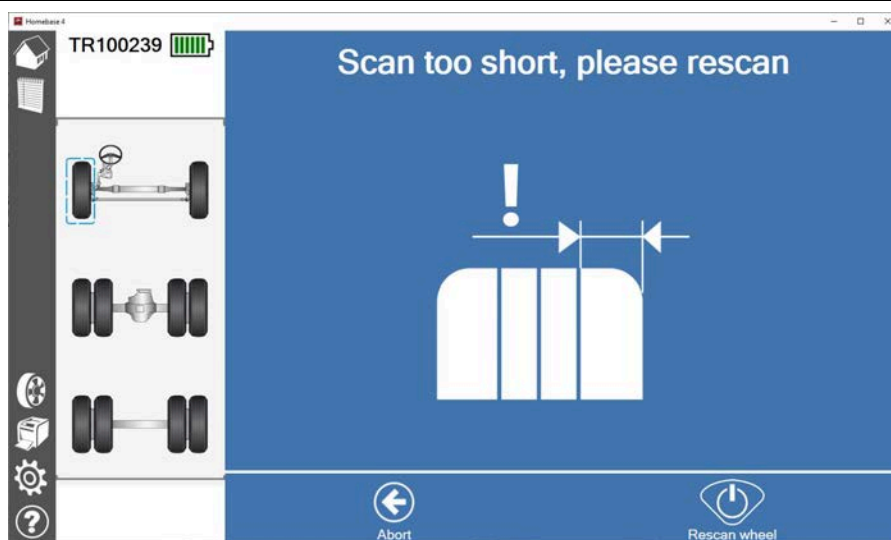 Homebase 4
TR100239
Scan too short, please rescan
!
Abort
Rescan wheel
?